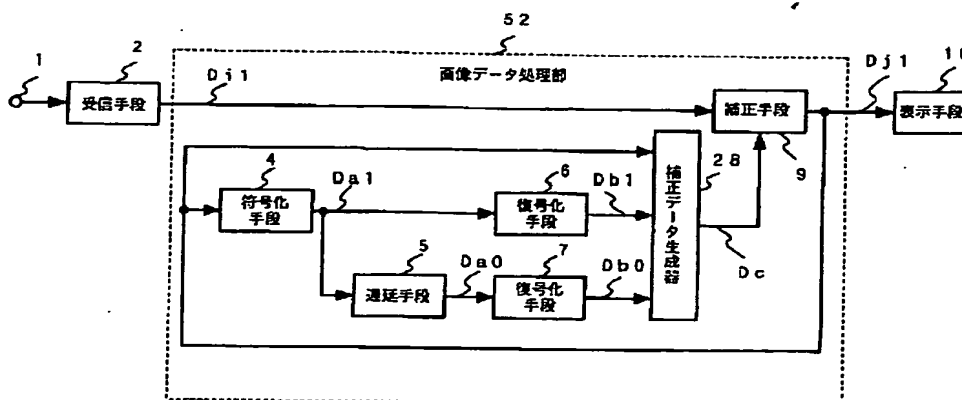 52
1
2
受信手段
Di1
画像データ処理部
補正手段
9
Dj1
表示手段
4
符号化
手段
Da1
6
復号化
手段
Db1
補正データ生成器
28
Dc
5
遅延手段
Da0
7
復号化
手段
Db0